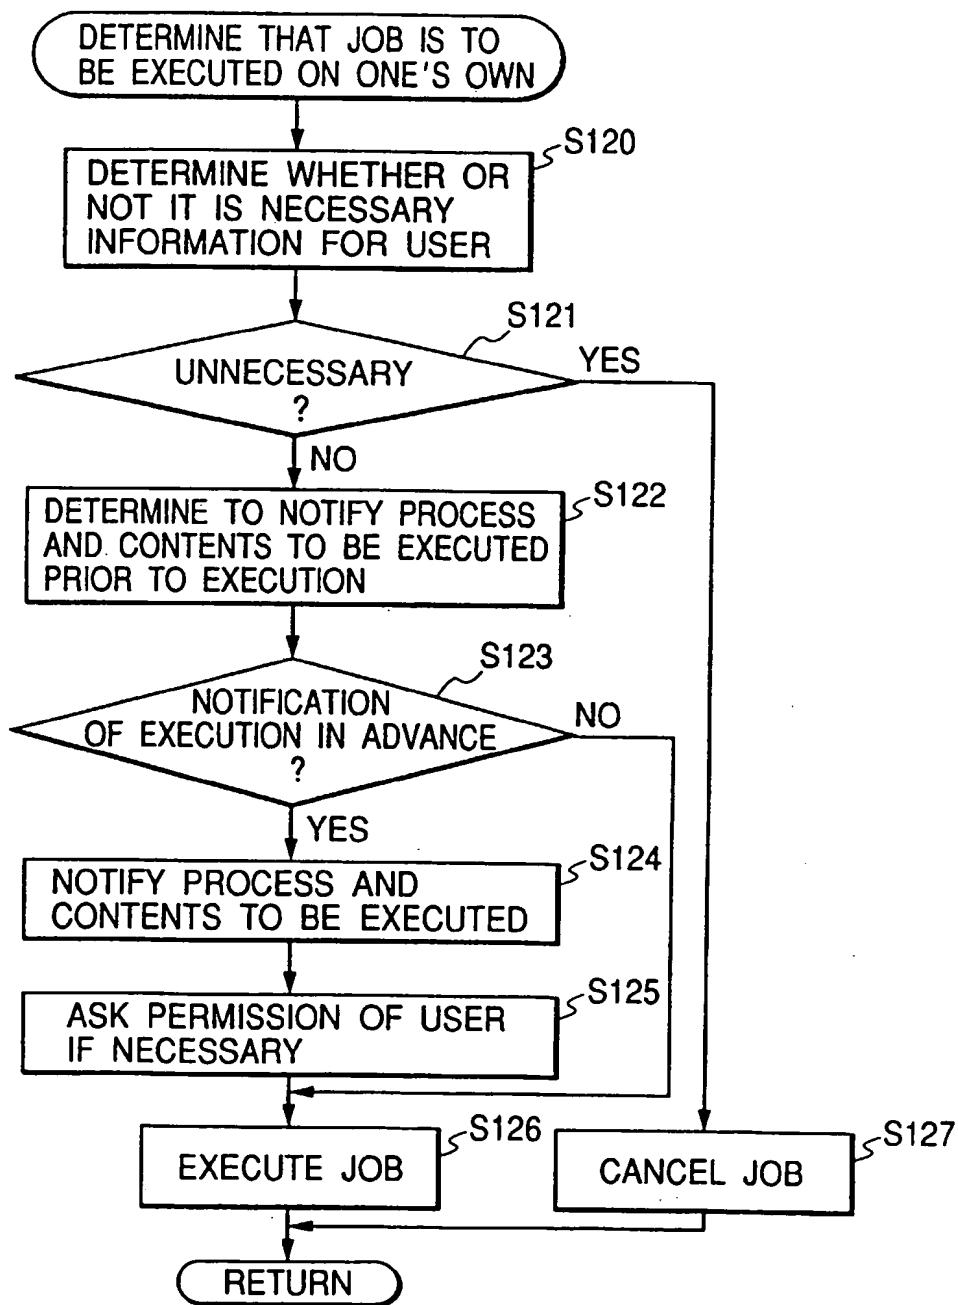 DETERMINE THAT JOB IS TO
BE EXECUTED ON ONE'S OWN
S120
DETERMINE WHETHER OR
NOT IT IS NECESSARY
INFORMATION FOR USER
S121
UNNECESSARY
?
YES
NO
S122
DETERMINE TO NOTIFY PROCESS
AND CONTENTS TO BE EXECUTED
PRIOR TO EXECUTION
S123
NOTIFICATION
OF EXECUTION IN ADVANCE
?
NO
YES
S124
NOTIFY PROCESS AND
CONTENTS TO BE EXECUTED
S125
ASK PERMISSION OF USER
IF NECESSARY
S126
EXECUTE JOB
S127
CANCEL JOB
RETURN